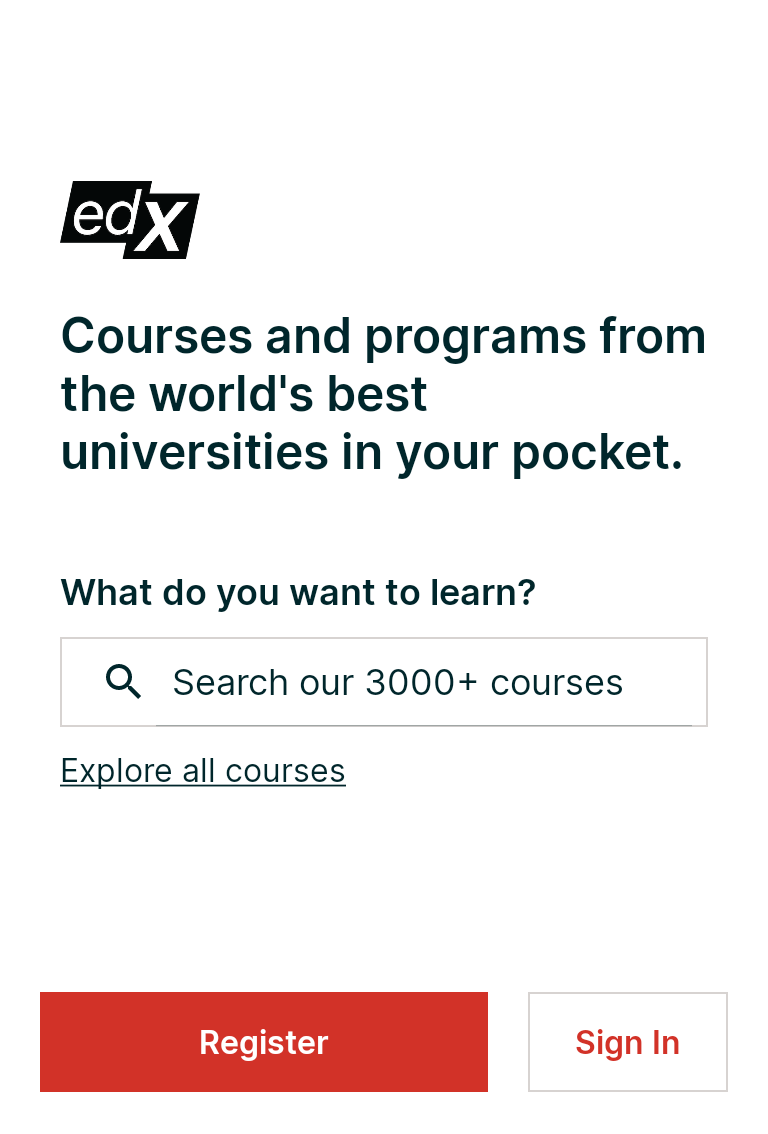 edX
Courses and programs from
the world's best
universities in your pocket.
What do you want to learn?
Search our 3000+ courses
Explore all courses
Register
Sign In